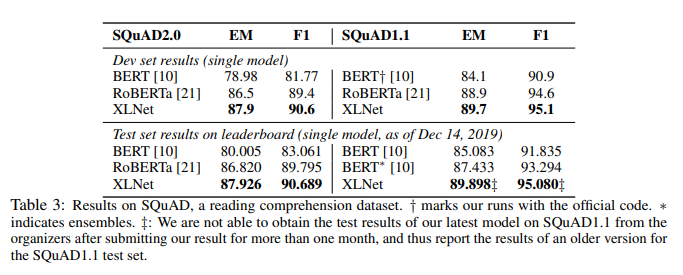 SQuAD2.0 EM F1 SQuAD1.1 EM F1
Dev set results (single model)
BERT [10] 78.98 81.77 BERT† [10] 84.1 90.9
RoBERTa [21] 86.5 89.4 RoBERTa [21] 88.9 94.6
XLNet 87.9 90.6 XLNet 89.7 95.1
Test set results on leaderboard (single model, as of Dec 14, 2019)
BERT [10] 80.005 83.061 BERT [10] 85.083 91.835
RoBERTa [21] 86.820 89.795 BERT* [10] 87.433 93.294
XLNet 87.926 90.689 XLNet 89.898‡ 95.080‡
Table 3: Results on SQuAD, a reading comprehension dataset. † marks our runs with the official code. *
indicates ensembles. ‡: We are not able to obtain the test results of our latest model on SQuAD1.1 from the
organizers after submitting our result for more than one month, and thus report the results of an older version for
the SQuAD1.1 test set.